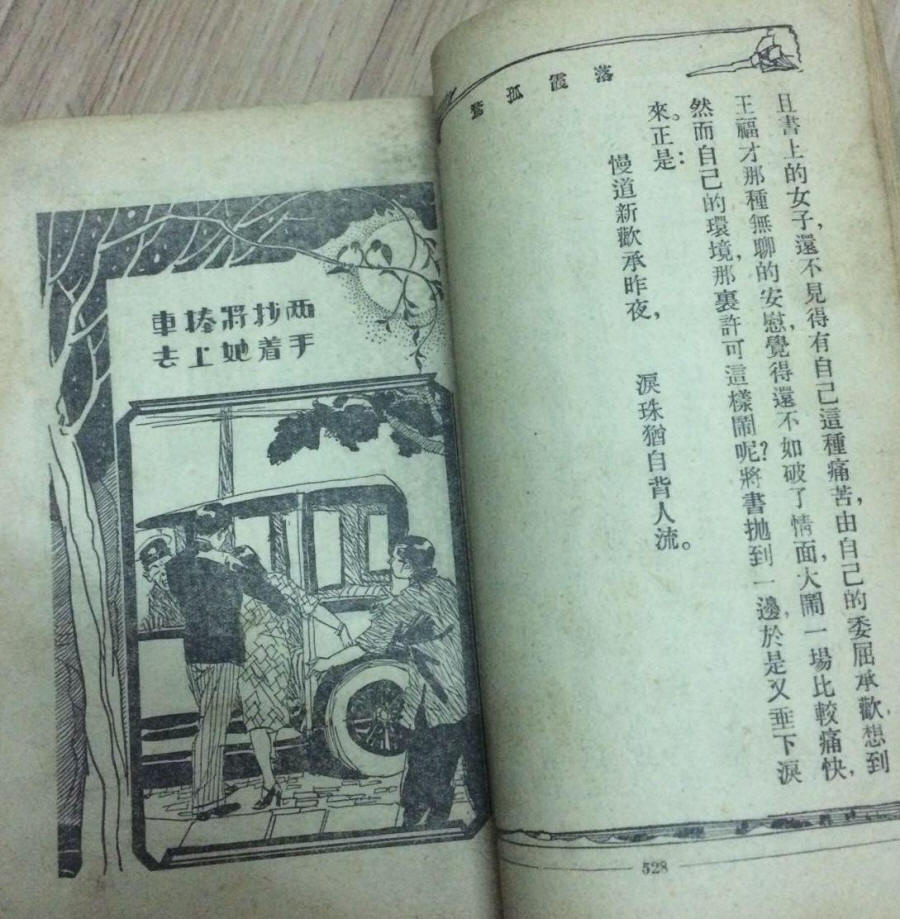 落霞孤鶩
且書上的女子,還不見得有自己這種痛苦,由自己的委屈承歡,想到
王福才那種無聊的安慰,覺得還不如破了情面,大鬧一場,比較痛快,
然而自己的環境,那裏許可這樣鬧呢?將書拋到一邊,於是又垂下淚
來。正是:
慢道新歡承昨夜, 淚珠猶自背人流。
528
两手
扶着
將她
捧上
車去